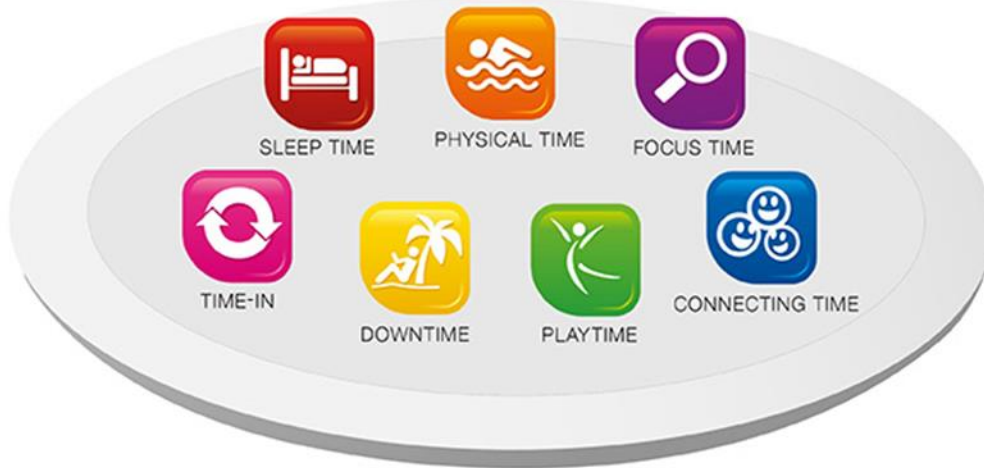 SLEEP TIME
PHYSICAL TIME
FOCUS TIME
TIME-IN
DOWNTIME
PLAYTIME
CONNECTING TIME